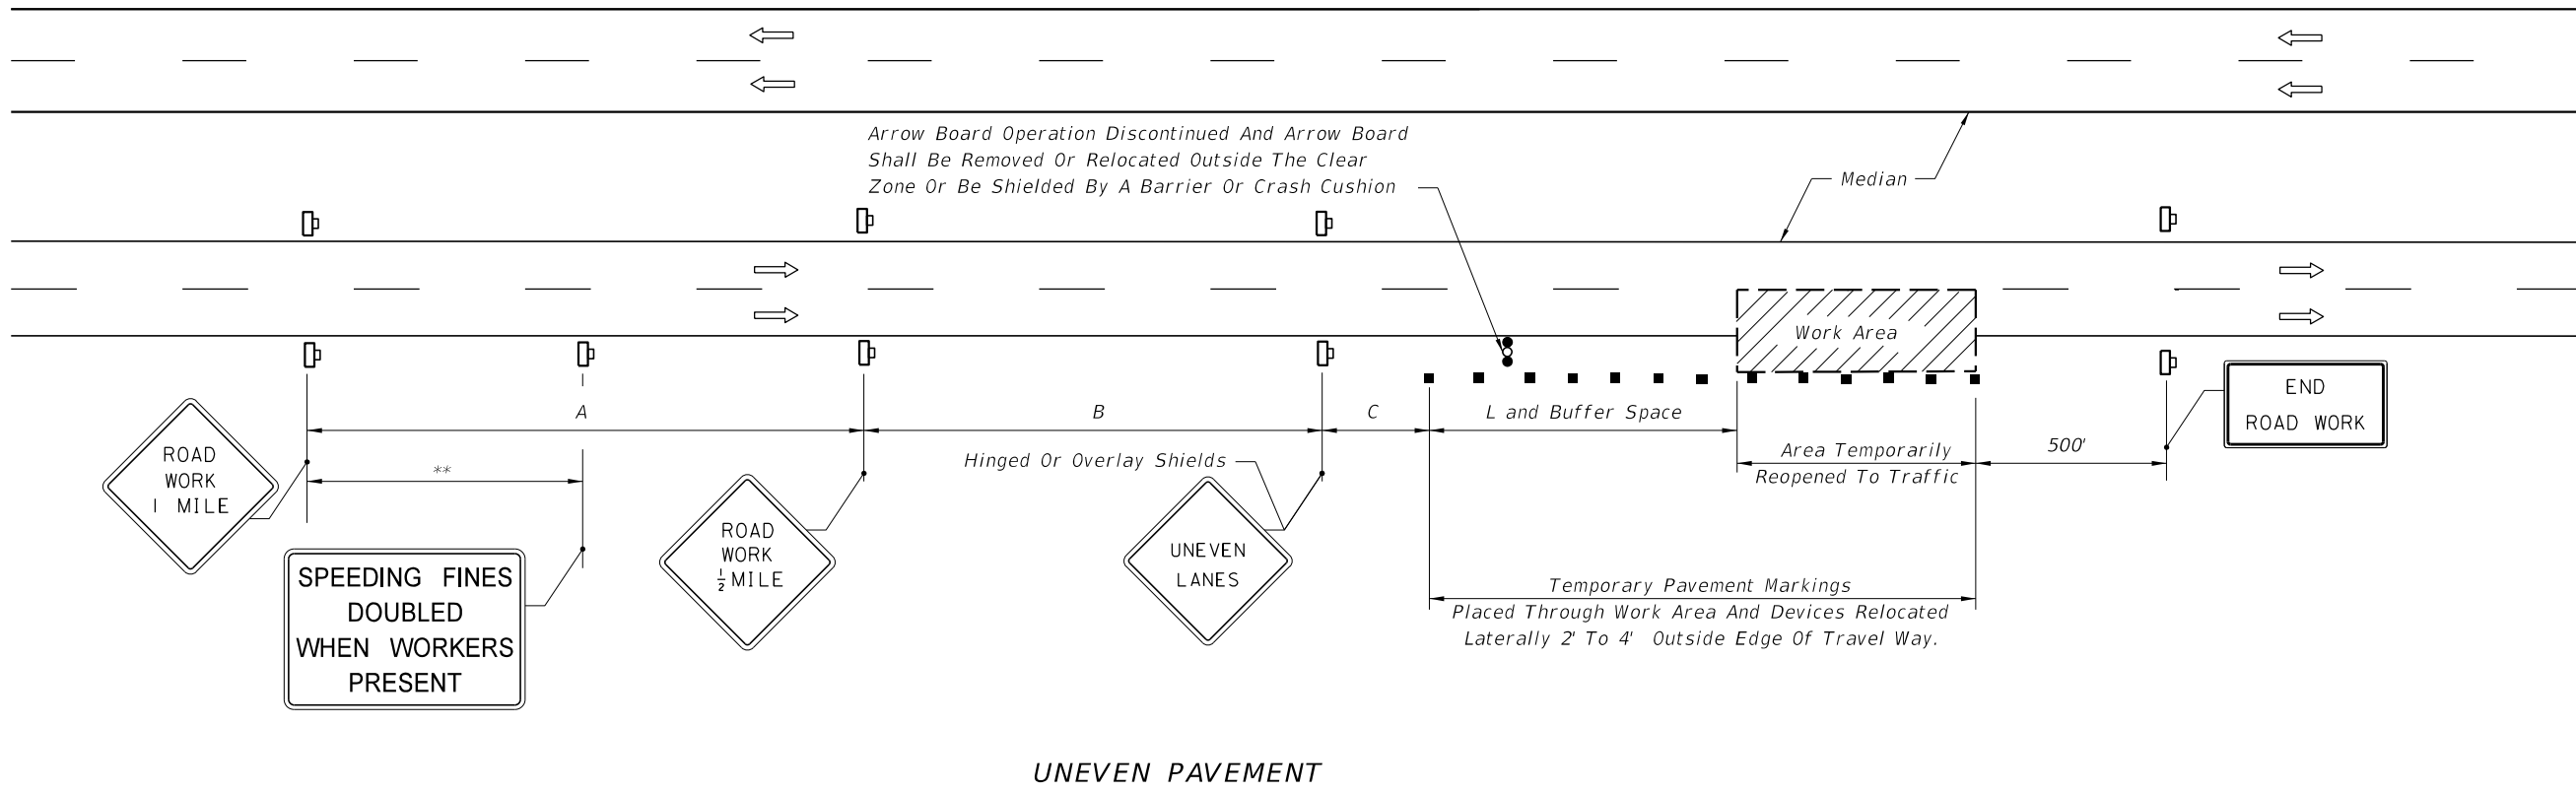 Arrow Board Operation Discontinued And Arrow Board
Shall Be Removed Or Relocated Outside The Clear
Zone Or Be Shielded By A Barrier Or Crash Cushion
Median
Work Area
A
B
C
L and Buffer Space
**
Hinged Or Overlay Shields
Area Temporarily
Reopened To Traffic
500'
END
ROAD WORK
ROAD
WORK
1 MILE
SPEEDING FINES
DOUBLED
WHEN WORKERS
PRESENT
ROAD
WORK
1/2 MILE
UNEVEN
LANES
Temporary Pavement Markings
Placed Through Work Area And Devices Relocated
Laterally 2' To 4' Outside Edge Of Travel Way.
UNEVEN PAVEMENT